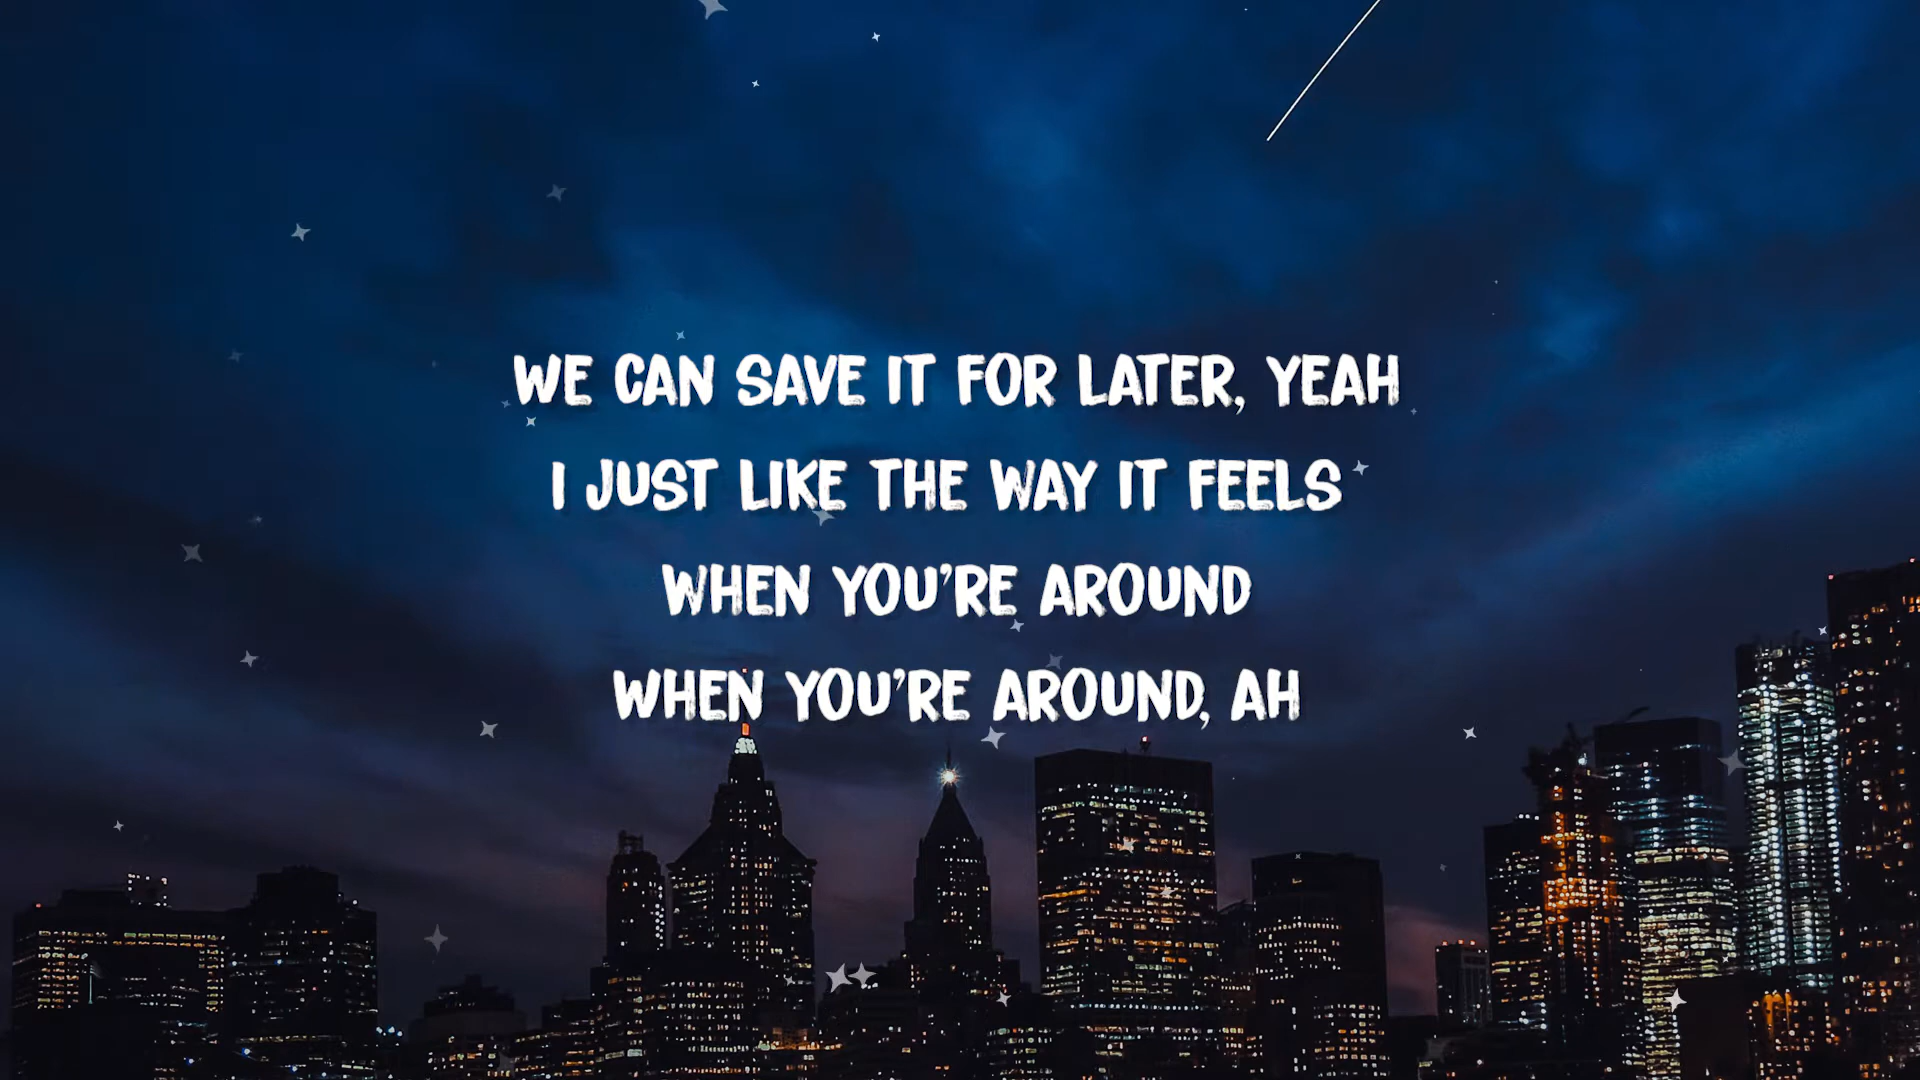 WE CAN SAVE IT FOR LATER, YEAH
I JUST LIKE THE WAY IT FEELS
WHEN YOU'RE AROUND
WHEN YOU'RE AROUND, AH